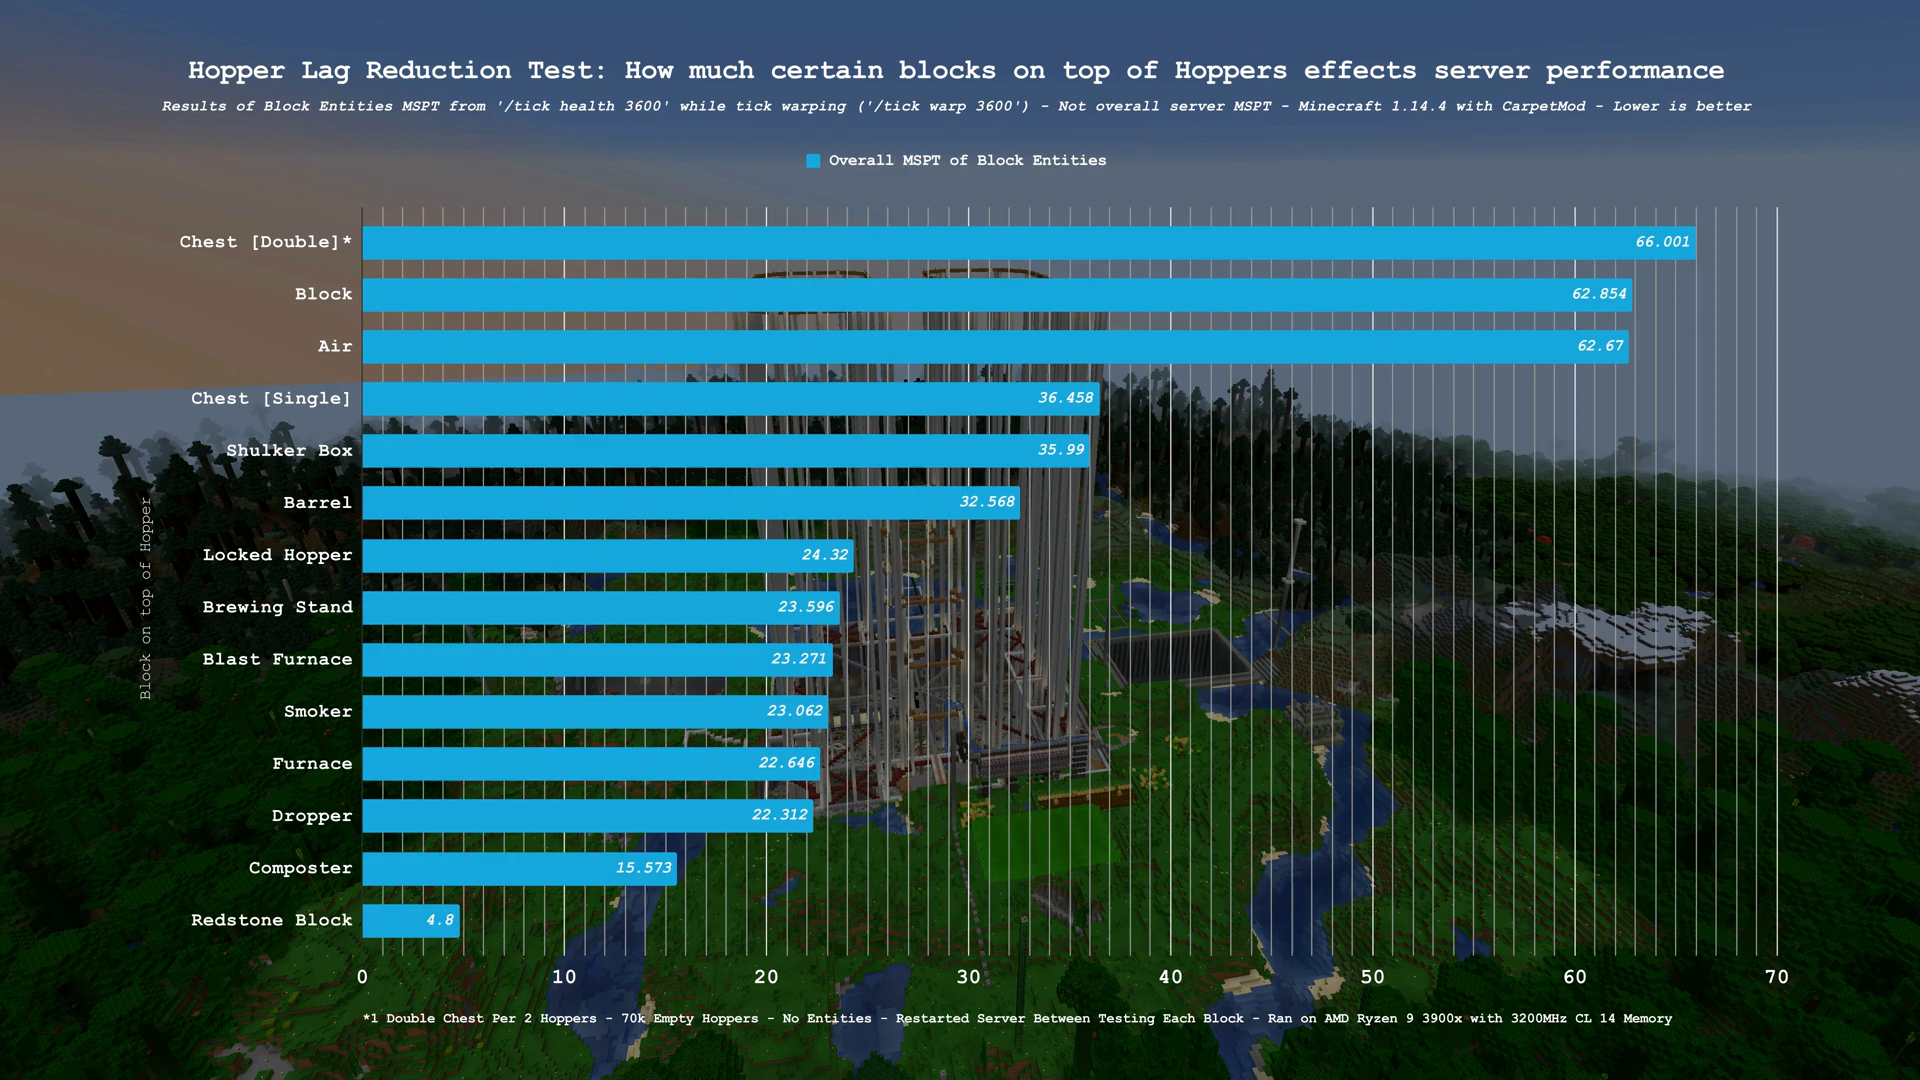 Hopper Lag Reduction Test: How much certain blocks on top of Hoppers effects server performance
Results of Block Entities MSPT from '/tick health 3600' while tick warping ('/tick warp 3600') - Not overall server MSPT - Minecraft 1.14.4 with CarpetMod - Lower is better
Overall MSPT of Block Entities
Block on top of Hopper
Chest [Double]* 66.001
Block 62.854
Air 62.67
Chest [Single] 36.458
Shulker Box 35.99
Barrel 32.568
Locked Hopper 24.32
Brewing Stand 23.596
Blast Furnace 23.271
Smoker 23.062
Furnace 22.646
Dropper 22.312
Composter 15.573
Redstone Block 4.8
0 10 20 30 40 50 60 70
*1 Double Chest Per 2 Hoppers - 70k Empty Hoppers - No Entities - Restarted Server Between Testing Each Block - Ran on AMD Ryzen 9 3900x with 3200MHz CL 14 Memory